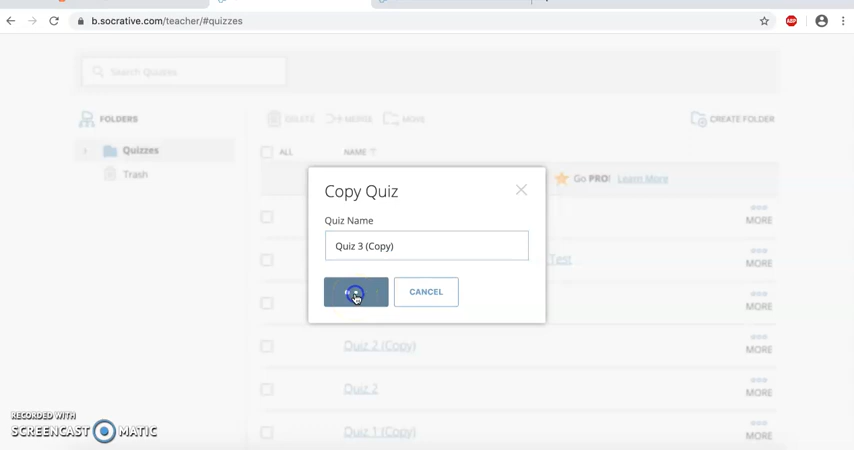 b.socrative.com/teacher/#quizzes
ABP
Search Quizzes
FOLDERS
DELETE
MERGE
MOVE
CREATE FOLDER
Quizzes
ALL
NAME
Trash
Go PRO!
Learn More
Copy Quiz
Quiz Name
MORE
Quiz 3 (Copy)
Test
MORE
CANCEL
MORE
Quiz 2 (Copy)
MORE
Quiz 2
MORE
Quiz 1 (Copy)
MORE
RECORDED WITH
SCREENCAST MATIC